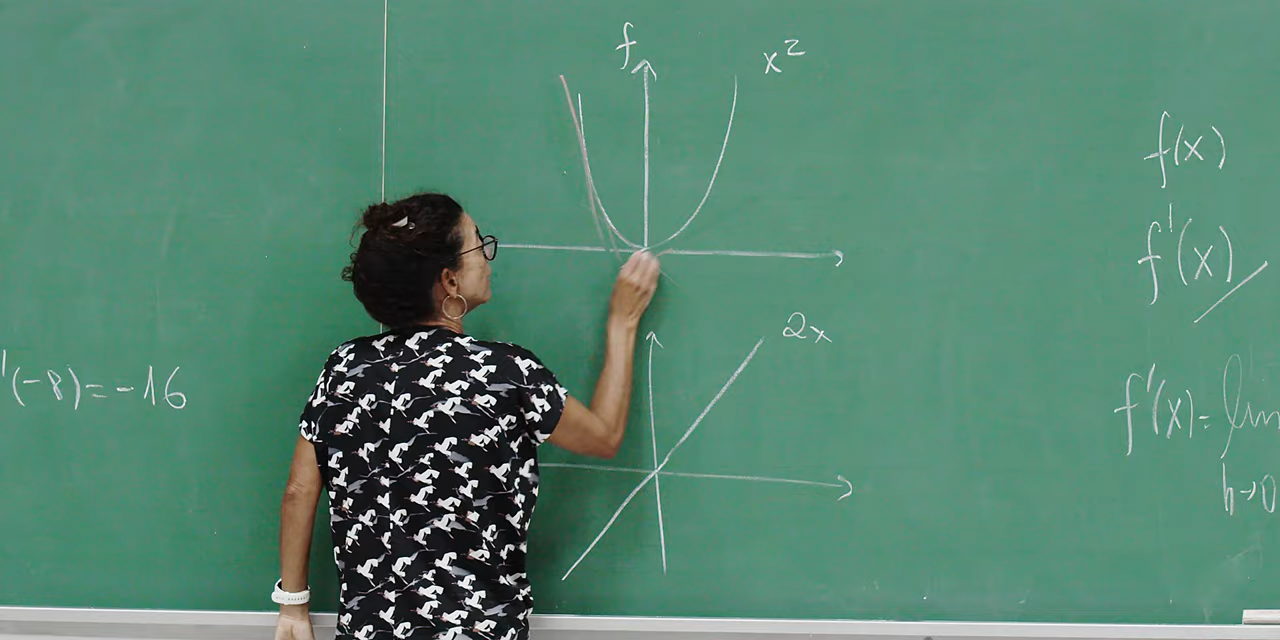 f
x²
2x
'(-8)=-16
f(x)
f'(x)
f'(x)= lim
h→0